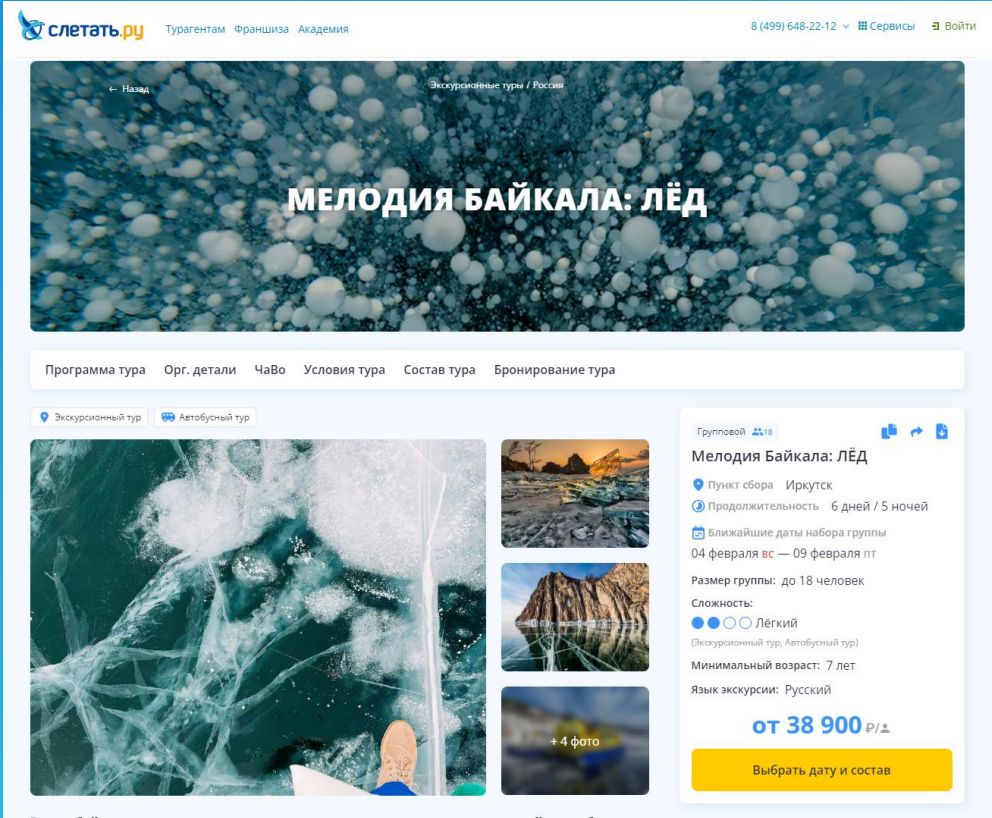 слетать.ру
Турагентам Франшиза Академия
8 (499) 648-22-12 Сервисы Войти
← Назад
Экскурсионные туры / Россия
МЕЛОДИЯ БАЙКАЛА: ЛЁД
Программа тура Орг. детали ЧаВо Условия тура Состав тура Бронирование тура
Экскурсионный тур Автобусный тур
+ 4 фото
Групповой 18
Мелодия Байкала: ЛЁД
Пункт сбора Иркутск
Продолжительность 6 дней / 5 ночей
Ближайшие даты набора группы
04 февраля вс — 09 февраля пт
Размер группы: до 18 человек
Сложность:
Лёгкий
(Экскурсионный тур, Автобусный тур)
Минимальный возраст: 7 лет
Язык экскурсии: Русский
от 38 900 ₽/
Выбрать дату и состав